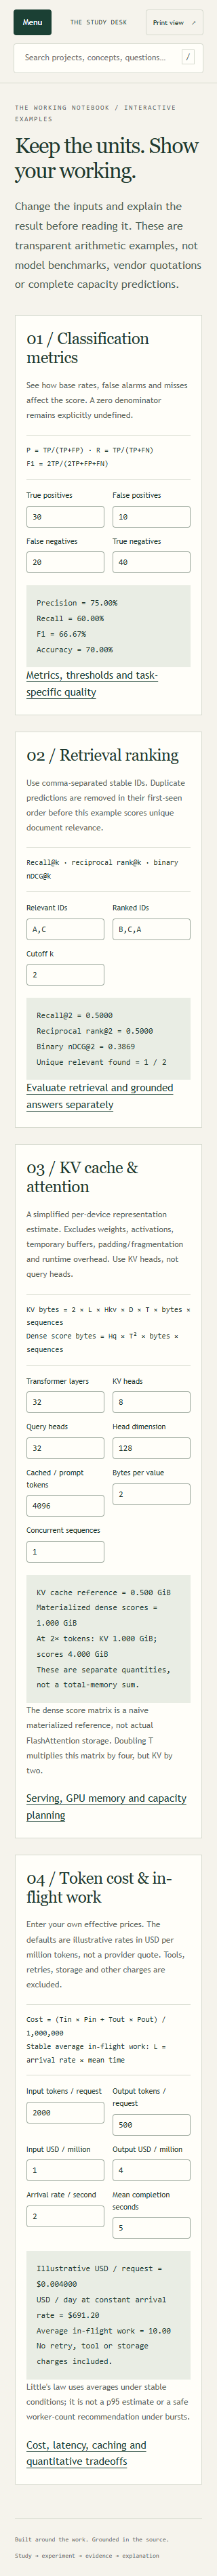 Menu
THE STUDY DESK
Print view ↗
Search projects, concepts, questions... /
THE WORKING NOTEBOOK / INTERACTIVE
EXAMPLES
Keep the units. Show
your working.
Change the inputs and explain the
result before reading it. These are
transparent arithmetic examples, not
model benchmarks, vendor quotations
or complete capacity predictions.
01 / Classification
metrics
See how base rates, false alarms and misses
affect the score. A zero denominator
remains explicitly undefined.
P = TP/(TP+FP) · R = TP/(TP+FN)
F1 = 2TP/(2TP+FP+FN)
True positives False positives
30 10
False negatives True negatives
20 40
Precision = 75.00%
Recall = 60.00%
F1 = 66.67%
Accuracy = 70.00%
Metrics, thresholds and task-
specific quality
02 / Retrieval ranking
Use comma-separated stable IDs. Duplicate
predictions are removed in their first-seen
order before this example scores unique
document relevance.
Recall@k · reciprocal rank@k · binary
nDCG@k
Relevant IDs Ranked IDs
A,C B,C,A
Cutoff k
2
Recall@2 = 0.5000
Reciprocal rank@2 = 0.5000
Binary nDCG@2 = 0.3869
Unique relevant found = 1 / 2
Evaluate retrieval and grounded
answers separately
03 / KV cache &
attention
A simplified per-device representation
estimate. Excludes weights, activations,
temporary buffers, padding/fragmentation
and runtime overhead. Use KV heads, not
query heads.
KV bytes = 2 × L × Hkv × D × T × bytes ×
sequences
Dense score bytes = Hq × T² × bytes ×
sequences
Transformer layers KV heads
32 8
Query heads Head dimension
32 128
Cached / prompt
tokens Bytes per value
4096 2
Concurrent sequences
1
KV cache reference = 0.500 GiB
Materialized dense scores =
1.000 GiB
At 2× tokens: KV 1.000 GiB;
scores 4.000 GiB
These are separate quantities,
not a total-memory sum.
The dense score matrix is a naive
materialized reference, not actual
FlashAttention storage. Doubling T
multiplies this matrix by four, but KV by
two.
Serving, GPU memory and capacity
planning
04 / Token cost & in-
flight work
Enter your own effective prices. The
defaults are illustrative rates in USD per
million tokens, not a provider quote. Tools,
retries, storage and other charges are
excluded.
Cost = (Tin × Pin + Tout × Pout) /
1,000,000
Stable average in-flight work: L =
arrival rate × mean time
Input tokens / request Output tokens /
request
2000 500
Input USD / million Output USD / million
1 4
Arrival rate / second Mean completion
seconds
2 5
Illustrative USD / request =
$0.004000
USD / day at constant arrival
rate = $691.20
Average in-flight work = 10.00
No retry, tool or storage
charges included.
Little's law uses averages under stable
conditions; it is not a p95 estimate or a safe
worker-count recommendation under bursts.
Cost, latency, caching and
quantitative tradeoffs
Built around the work. Grounded in the source.
Study → experiment → evidence → explanation